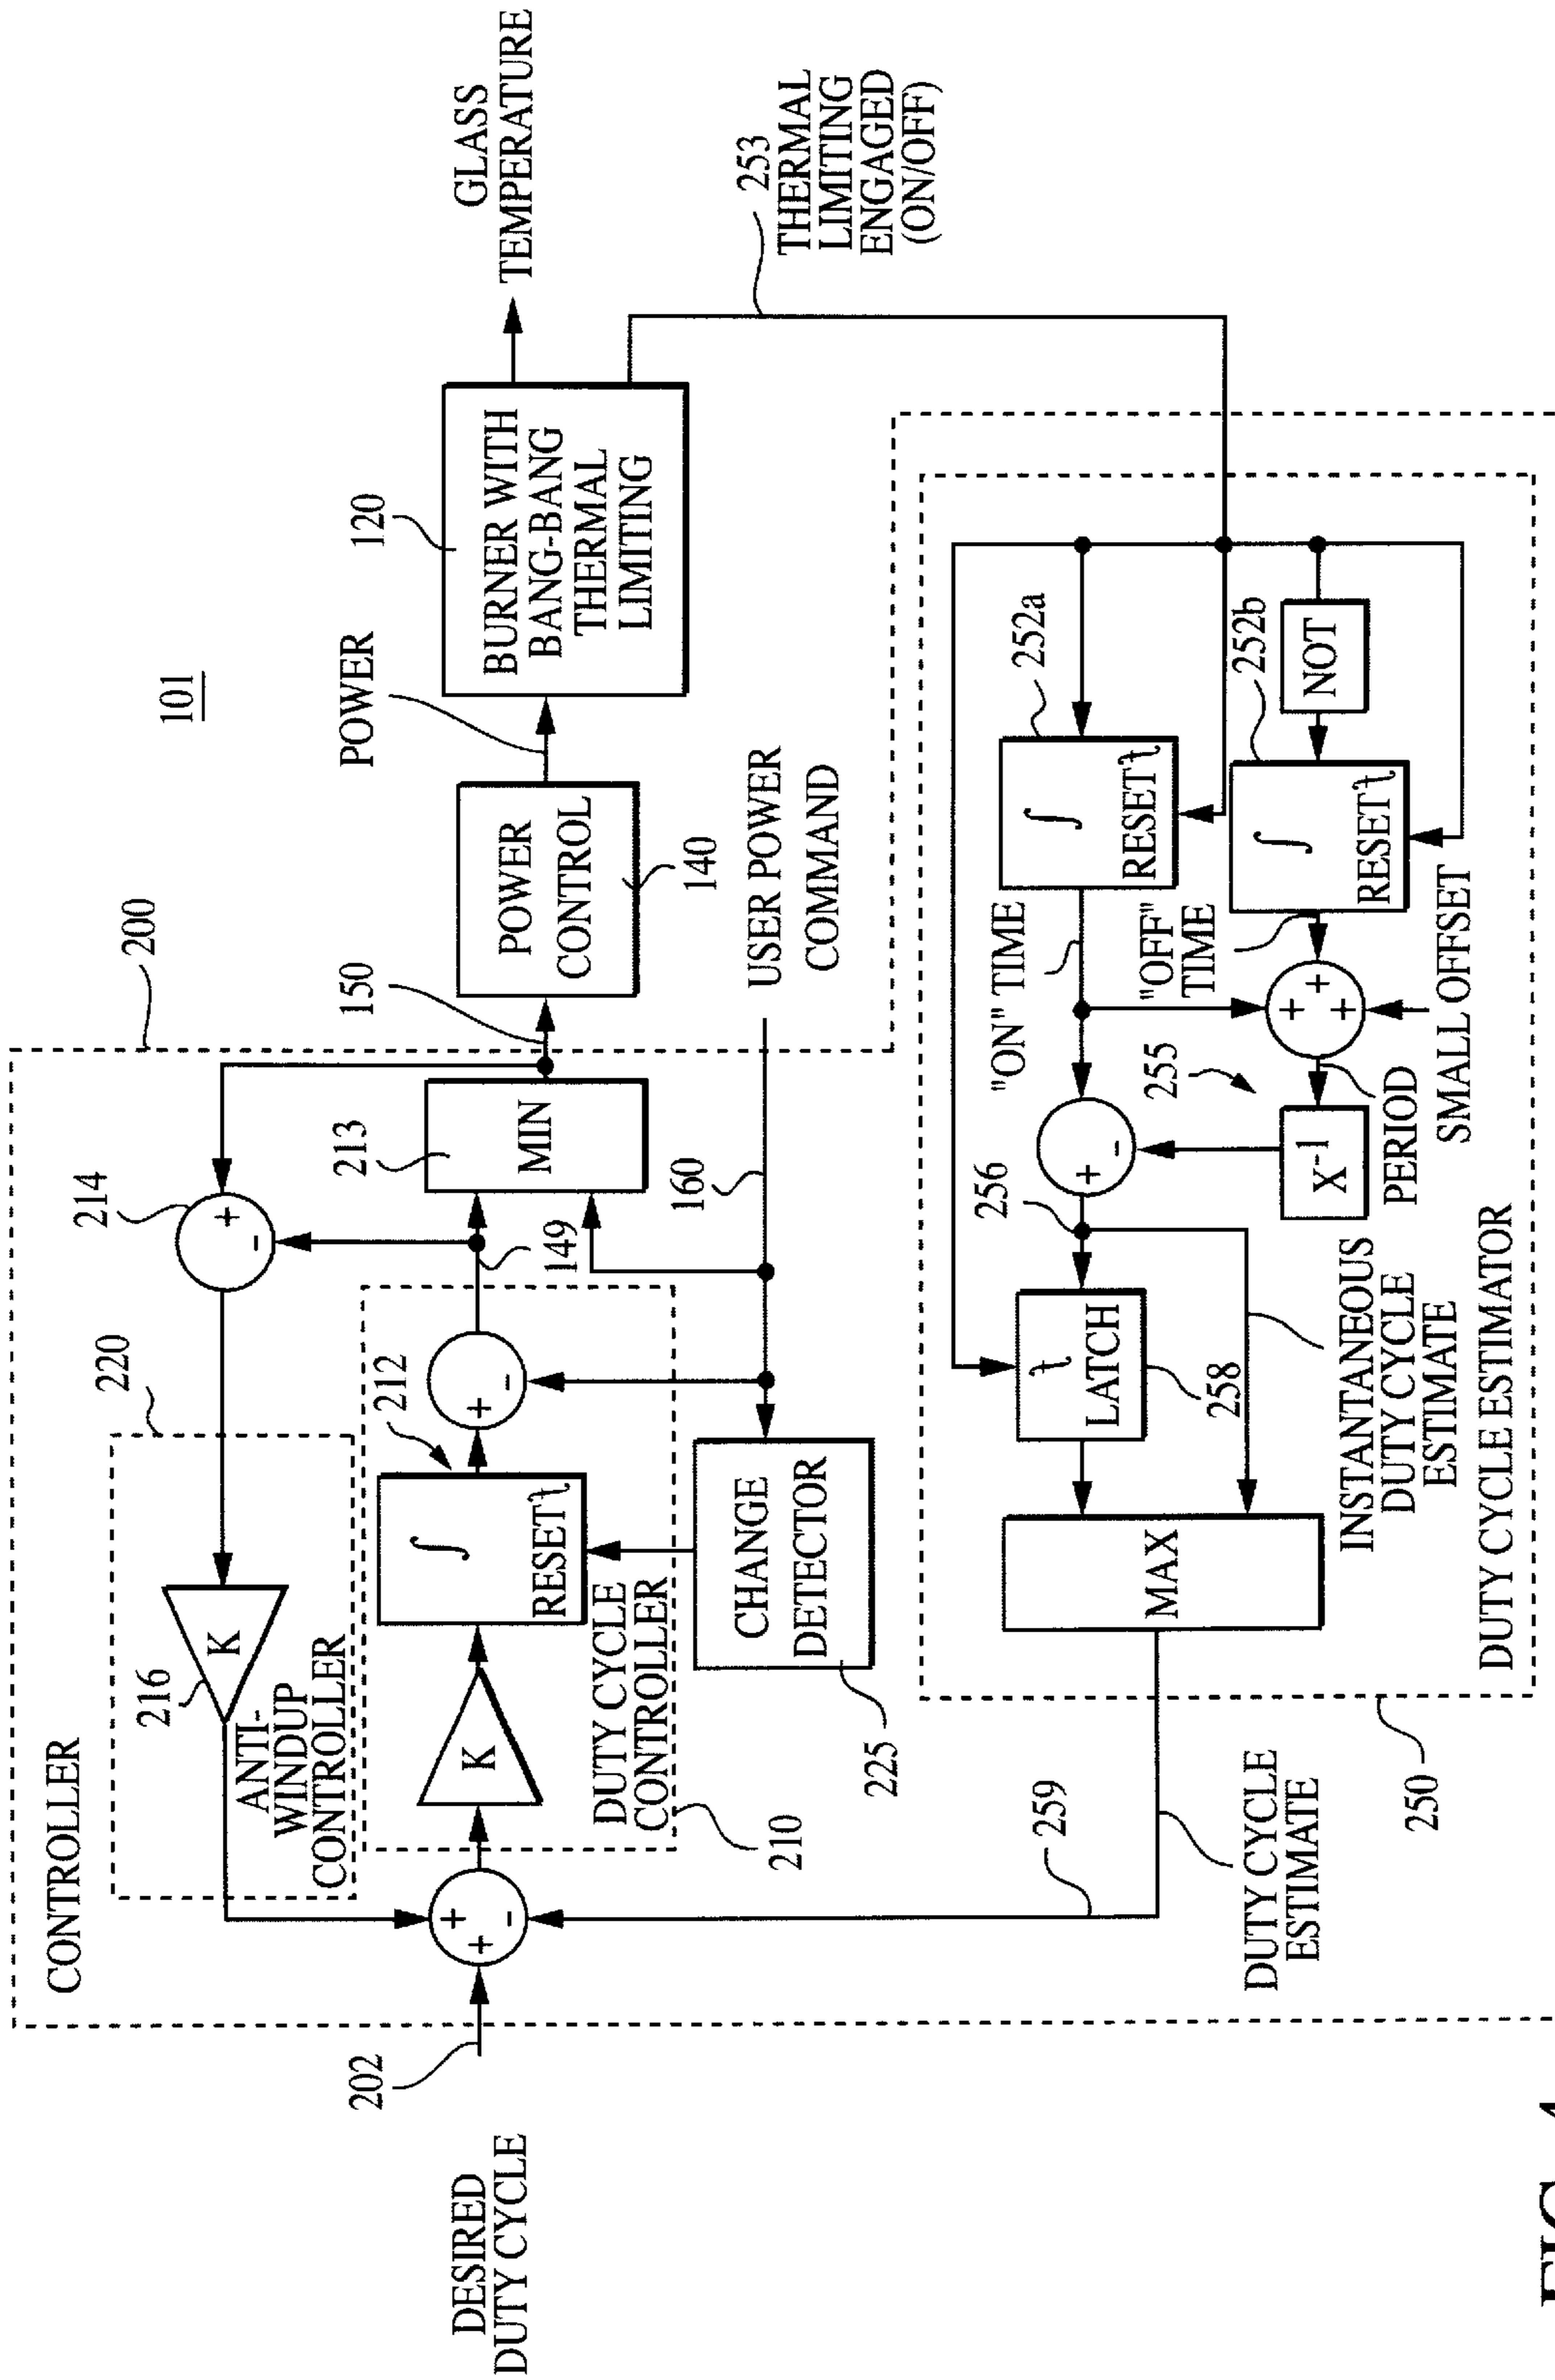 101
CONTROLLER
200
220
214
216
K
ANTI-
WINDUP
CONTROLLER
+
-
DESIRED
DUTY CYCLE
202
+
+
-
K
212
∫
RESET
+
-
149
213
MIN
150
POWER
CONTROL
140
POWER
120
BURNER WITH
BANG-BANG
THERMAL
LIMITING
GLASS
TEMPERATURE
DUTY CYCLE
CONTROLLER
210
CHANGE
DETECTOR
225
160
USER POWER
COMMAND
253
THERMAL
LIMITING
ENGAGED
(ON/OFF)
259
DUTY CYCLE
ESTIMATE
MAX
LATCH
258
256
+
-
"ON" TIME
252a
∫
RESET
255
X-1
PERIOD
+
+
+
"OFF"
TIME
SMALL OFFSET
252b
∫
RESET
NOT
INSTANTANEOUS
DUTY CYCLE
ESTIMATE
DUTY CYCLE ESTIMATOR
250